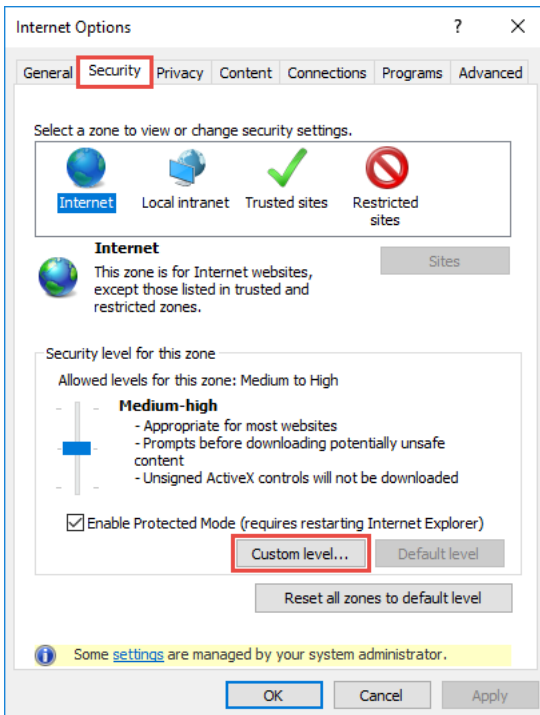 Internet Options ?
General Security Privacy Content Connections Programs Advanced
Select a zone to view or change security settings.
Internet Local intranet Trusted sites Restricted
sites
Internet
Sites
This zone is for Internet websites,
except those listed in trusted and
restricted zones.
Security level for this zone
Allowed levels for this zone: Medium to High
Medium-high
- Appropriate for most websites
- Prompts before downloading potentially unsafe
content
- Unsigned ActiveX controls will not be downloaded
Enable Protected Mode (requires restarting Internet Explorer)
Custom level... Default level
Reset all zones to default level
Some settings are managed by your system administrator.
OK Cancel Apply